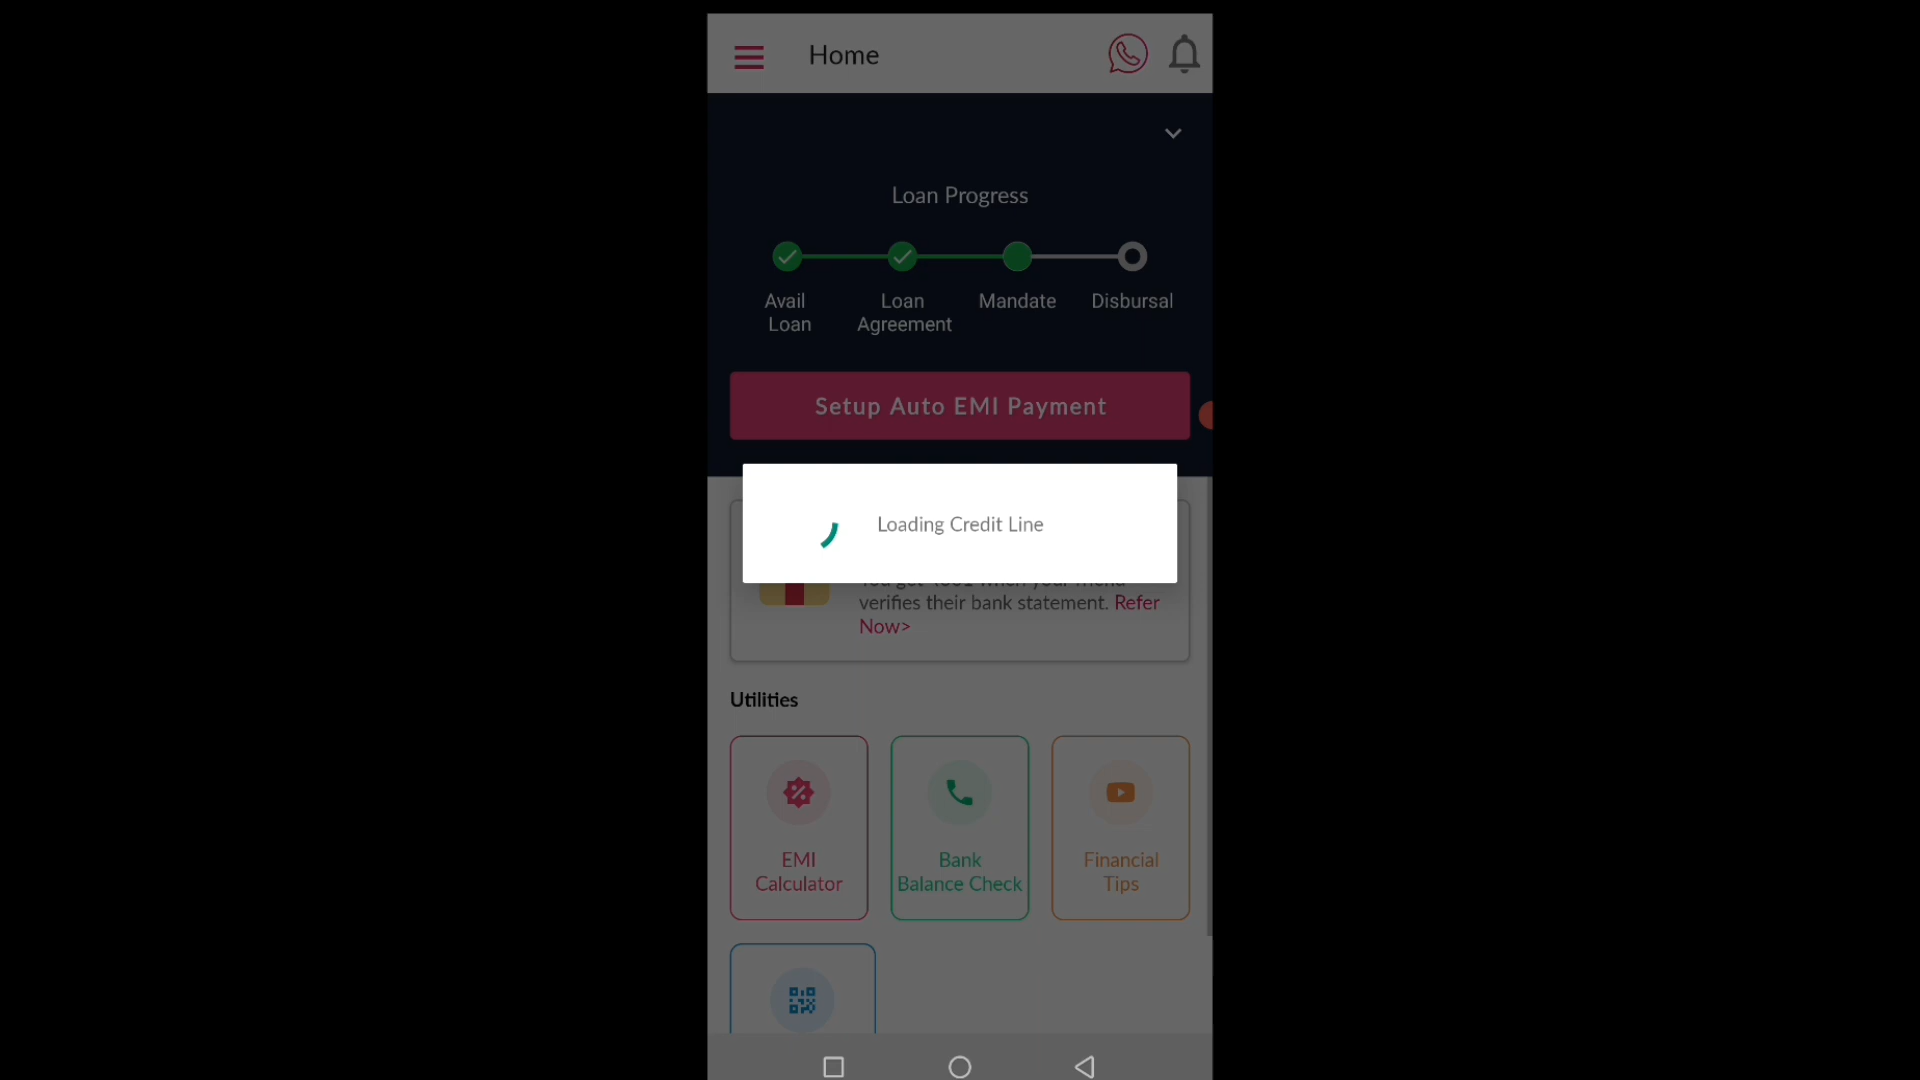 Home
Loan Progress
Avail
Loan
Loan
Agreement
Mandate
Disbursal
Setup Auto EMI Payment
Loading Credit Line
verifies their bank statement. Refer
Now>
Utilities
EMI
Calculator
Bank
Balance Check
Financial
Tips